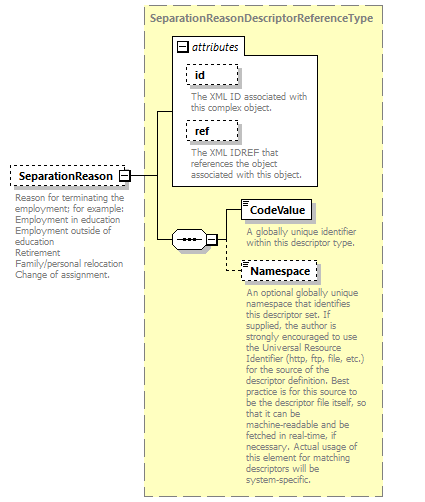 SeparationReasonDescriptorReferenceType
attributes
id
The XML ID associated with
this complex object.
ref
The XML IDREF that
references the object
associated with this object.
SeparationReason
Reason for terminating the
employment; for example:
Employment in education
Employment outside of
education
Retirement
Family/personal relocation
Change of assignment.
CodeValue
A globally unique identifier
within this descriptor type.
Namespace
An optional globally unique
namespace that identifies
this descriptor set. If
supplied, the author is
strongly encouraged to use
the Universal Resource
Identifier (http, ftp, file, etc.)
for the source of the
descriptor definition. Best
practice is for this source to
be the descriptor file itself, so
that it can be
machine-readable and be
fetched in real-time, if
necessary. Actual usage of
this element for matching
descriptors will be
system-specific.